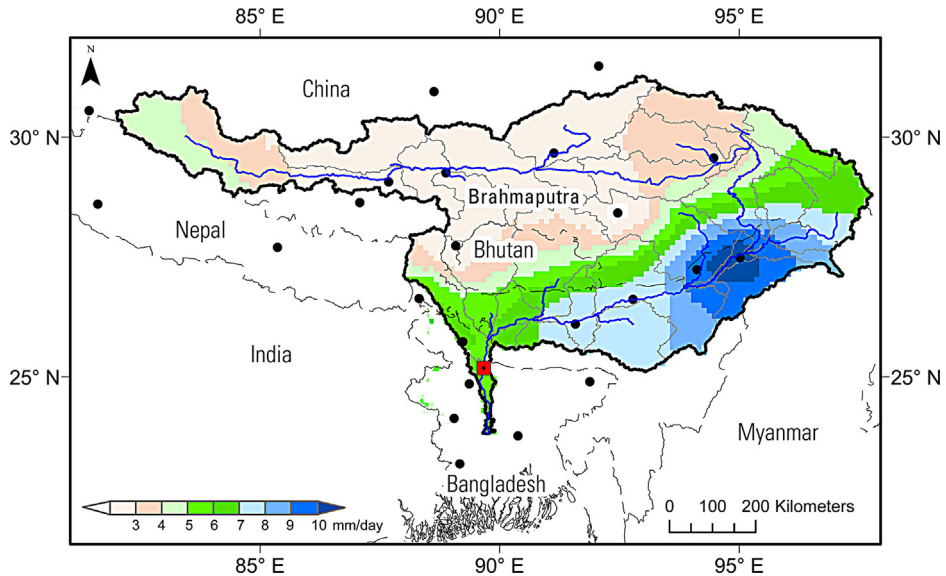 85° E 90° E 95° E
N
China
30° N 30° N
Brahmaputra
Nepal
Bhutan
India
25° N 25° N
Myanmar
Bangladesh
0 100 200 Kilometers
3 4 5 6 7 8 9 10 mm/day
85° E 90° E 95° E